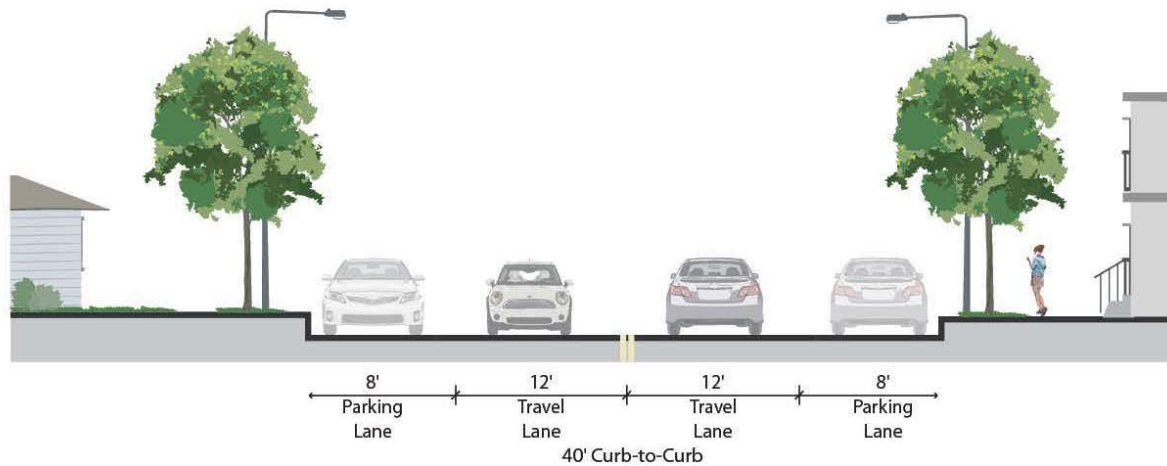 8' 12' 12' 8'
Parking Travel Travel Parking
Lane Lane Lane Lane
40' Curb-to-Curb